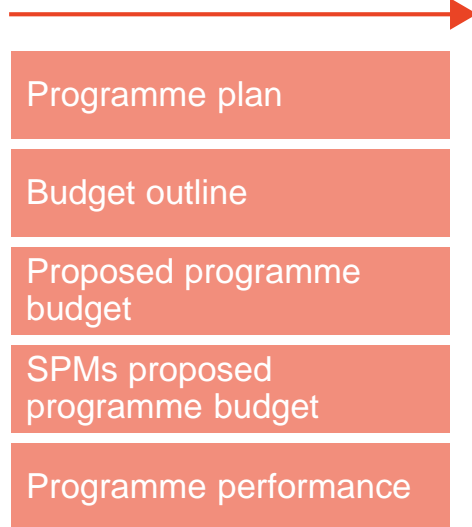 Programme plan
Budget outline
Proposed programme
budget
SPMs proposed
programme budget
Programme performance